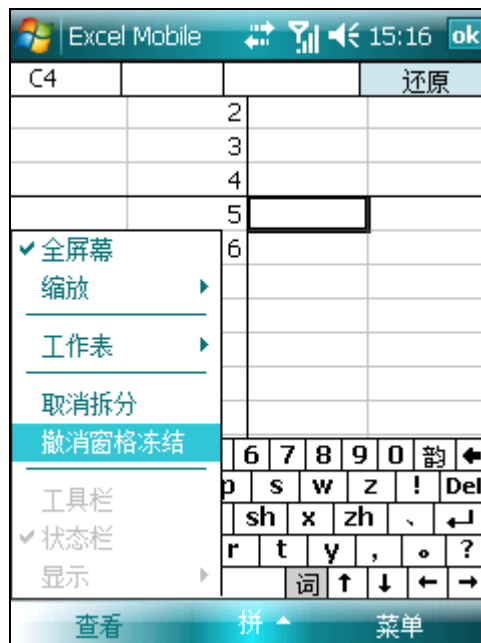 Excel Mobile 15:16 ok
C4 还原
2
3
4
5
6
全屏幕
缩放
工作表
取消拆分
撤消窗格冻结
工具栏
状态栏
显示
6 7 8 9 0 韵
p s w z ! Del
sh x zh 、
r t y , 。 ?
词
查看 拼 菜单